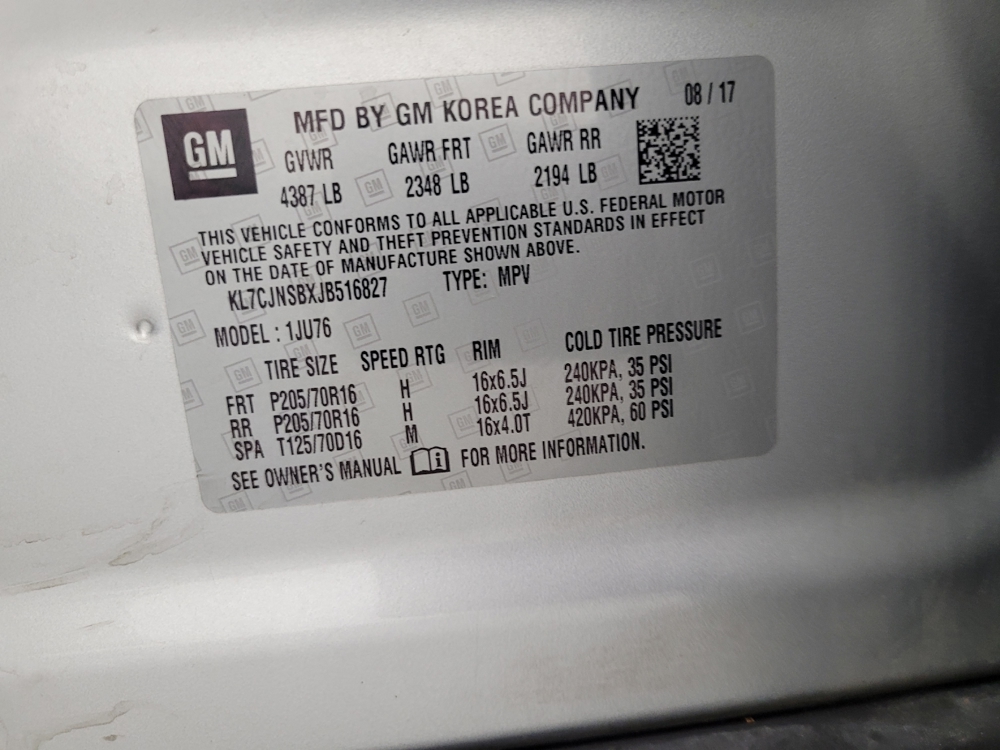 GM
MFD BY GM KOREA COMPANY 08 / 17
GVWR GAWR FRT GAWR RR
4387 LB 2348 LB 2194 LB
THIS VEHICLE CONFORMS TO ALL APPLICABLE U.S. FEDERAL MOTOR
VEHICLE SAFETY AND THEFT PREVENTION STANDARDS IN EFFECT
ON THE DATE OF MANUFACTURE SHOWN ABOVE.
KL7CJNSBXJB516827 TYPE: MPV
MODEL : 1JU76
TIRE SIZE SPEED RTG RIM COLD TIRE PRESSURE
FRT P205/70R16 H 16x6.5J 240KPA, 35 PSI
RR P205/70R16 H 16x6.5J 240KPA, 35 PSI
SPA T125/70D16 M 16x4.0T 420KPA, 60 PSI
SEE OWNER'S MANUAL FOR MORE INFORMATION.